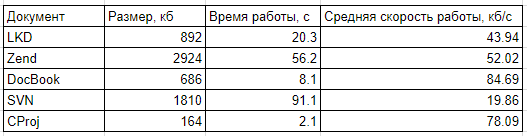 Документ Размер, кб Время работы, с Средняя скорость работы, кб/с
LKD 892 20.3 43.94
Zend 2924 56.2 52.02
DocBook 686 8.1 84.69
SVN 1810 91.1 19.86
CProj 164 2.1 78.09